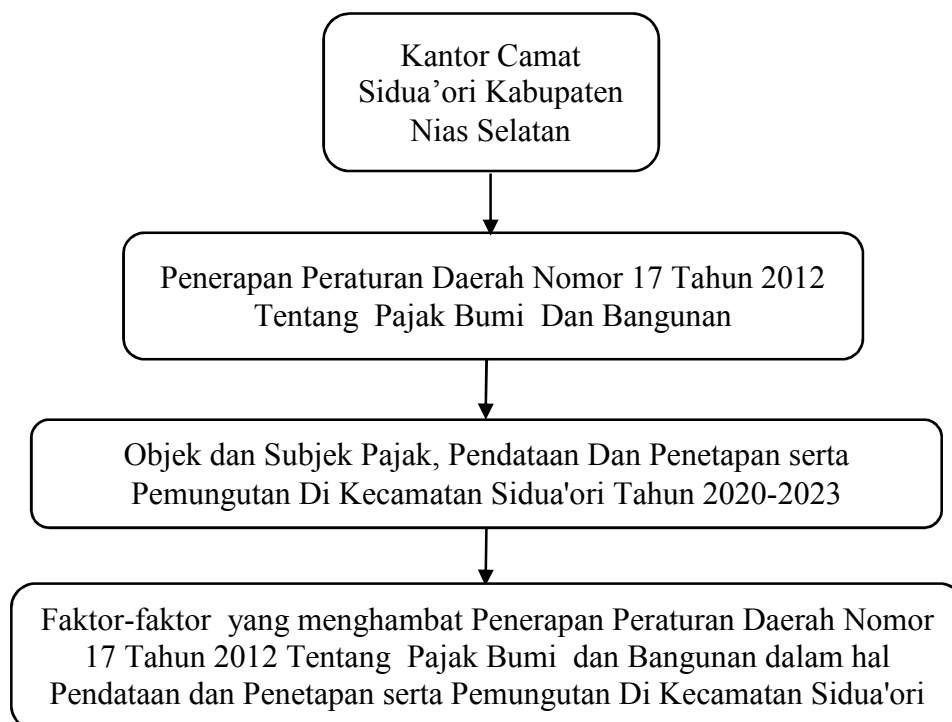 Kantor Camat
Sidua’ori Kabupaten
Nias Selatan
Penerapan Peraturan Daerah Nomor 17 Tahun 2012
Tentang Pajak Bumi Dan Bangunan
Objek dan Subjek Pajak, Pendataan Dan Penetapan serta
Pemungutan Di Kecamatan Sidua'ori Tahun 2020-2023
Faktor-faktor yang menghambat Penerapan Peraturan Daerah Nomor
17 Tahun 2012 Tentang Pajak Bumi dan Bangunan dalam hal
Pendataan dan Penetapan serta Pemungutan Di Kecamatan Sidua'ori